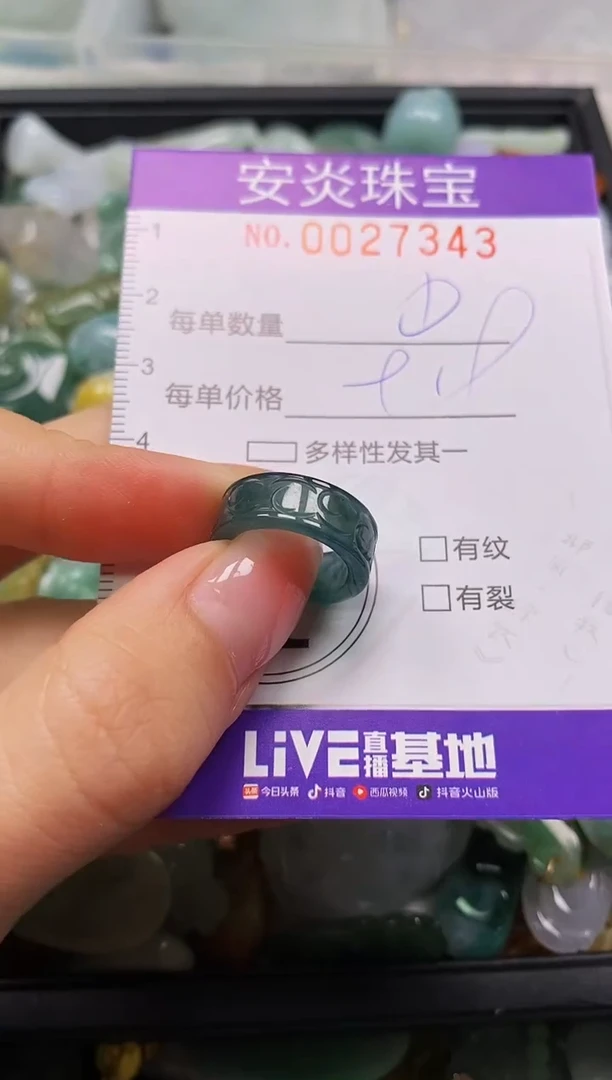 安炎珠宝
NO. 0027343
1
2
每单数量
3
每单价格
4
多样性发其一
有纹
有裂
LiVE直播基地
头条 今日头条 抖音 西瓜视频 抖音火山版